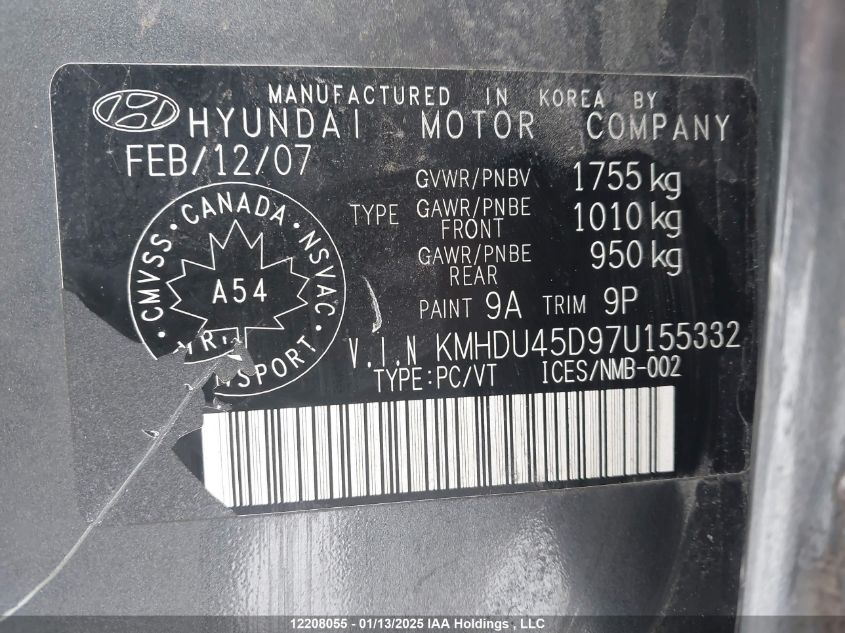 MANUFACTURED IN KOREA BY
HYUNDAI MOTOR COMPANY
FEB/12/07
GVWR/PNBV 1755 kg
TYPE GAWR/PNBE FRONT 1010 kg
GAWR/PNBE REAR 950 kg
PAINT 9A TRIM 9P
CMVSS · CANADA · NSVAC
A54
V.I.N KMHDU45D97U155332
TYPE:PC/VT ICES/NMB-002
12208055 - 01/13/2025 IAA Holdings, LLC